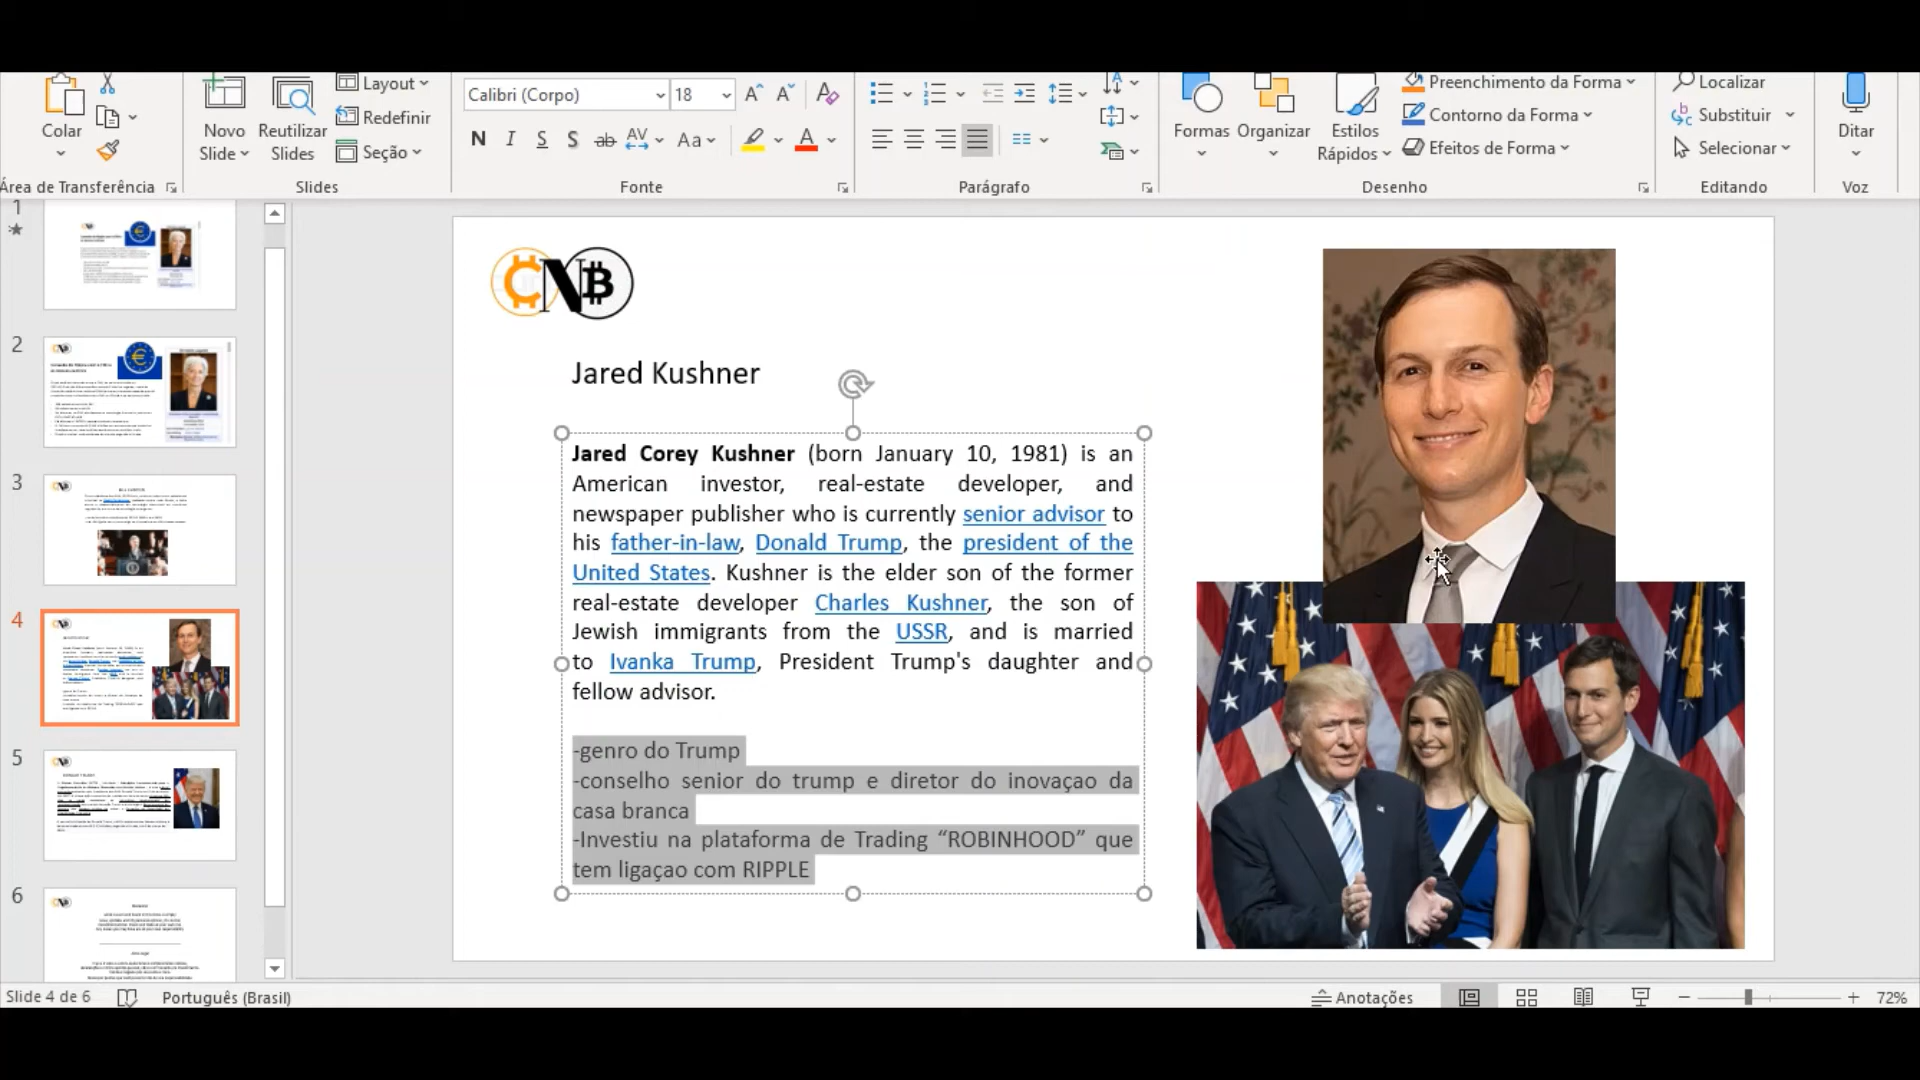 Colar
Novo
Slide
Reutilizar
Slides
Layout
Redefinir
Seção
Calibri (Corpo)
18
N I S S ab AV Aa A
Formas
Organizar
Estilos
Rápidos
Preenchimento da Forma
Contorno da Forma
Efeitos de Forma
Localizar
Substituir
Selecionar
Ditar
Área de Transferência
Slides
Fonte
Parágrafo
Desenho
Editando
Voz
1
2
3
4
5
6
CNB
Jared Kushner
Jared Corey Kushner (born January 10, 1981) is an
American investor, real-estate developer, and
newspaper publisher who is currently senior advisor to
his father-in-law, Donald Trump, the president of the
United States. Kushner is the elder son of the former
real-estate developer Charles Kushner, the son of
Jewish immigrants from the USSR, and is married
to Ivanka Trump, President Trump's daughter and
fellow advisor.
-genro do Trump
-conselho senior do trump e diretor do inovaçao da
casa branca
-Investiu na plataforma de Trading “ROBINHOOD” que
tem ligaçao com RIPPLE
Slide 4 de 6
Português (Brasil)
Anotações
72%